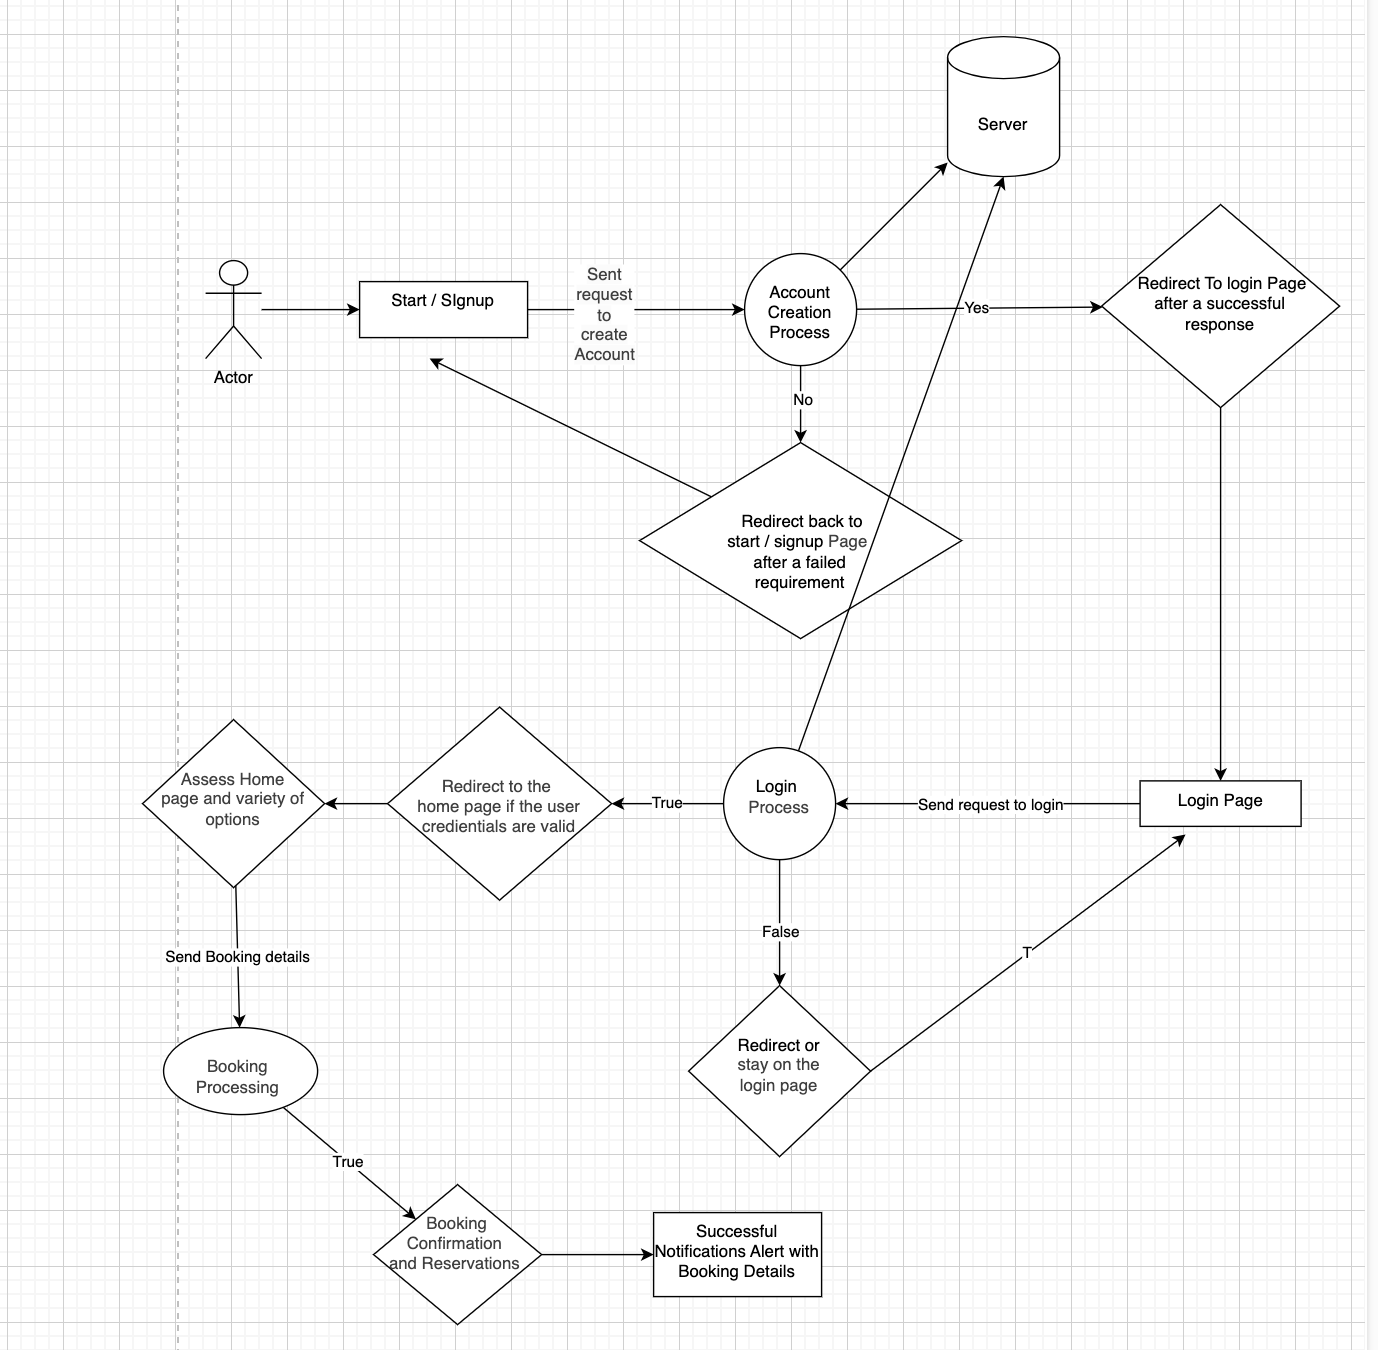 Server
Actor
Start / SIgnup
Sent
request
to
create
Account
Account
Creation
Process
Yes
Redirect To login Page
after a successful
response
No
Redirect back to
start / signup Page
after a failed
requirement
Assess Home
page and variety of
options
Redirect to the
home page if the user
credentials are valid
True
Login
Process
Send request to login
Login Page
False
T
Send Booking details
Redirect or
stay on the
login page
Booking
Processing
True
Booking
Confirmation
and Reservations
Successful
Notifications Alert with
Booking Details